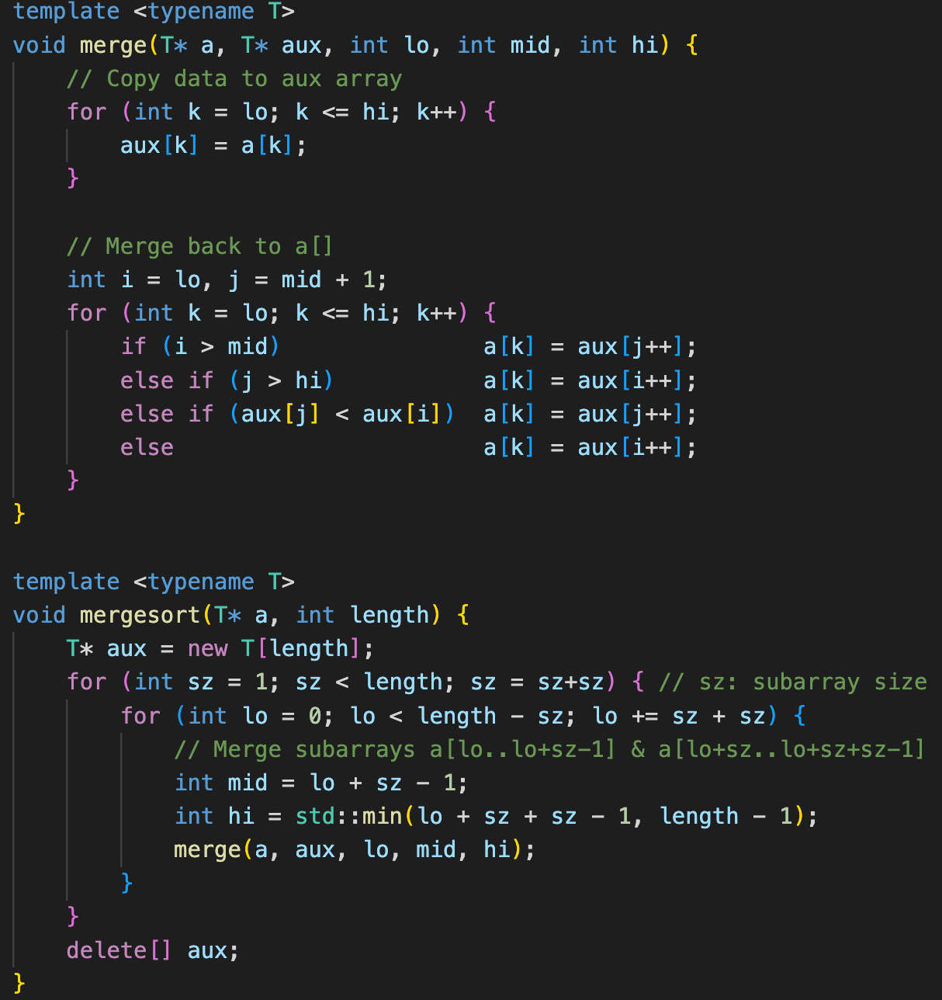 template <typename T>
void merge(T* a, T* aux, int lo, int mid, int hi) {
    // Copy data to aux array
    for (int k = lo; k <= hi; k++) {
        aux[k] = a[k];
    }

    // Merge back to a[]
    int i = lo, j = mid + 1;
    for (int k = lo; k <= hi; k++) {
        if (i > mid)               a[k] = aux[j++];
        else if (j > hi)           a[k] = aux[i++];
        else if (aux[j] < aux[i])  a[k] = aux[j++];
        else                       a[k] = aux[i++];
    }
}

template <typename T>
void mergesort(T* a, int length) {
    T* aux = new T[length];
    for (int sz = 1; sz < length; sz = sz+sz) { // sz: subarray size
        for (int lo = 0; lo < length - sz; lo += sz + sz) {
            // Merge subarrays a[lo..lo+sz-1] & a[lo+sz..lo+sz+sz-1]
            int mid = lo + sz - 1;
            int hi = std::min(lo + sz + sz - 1, length - 1);
            merge(a, aux, lo, mid, hi);
        }
    }
    delete[] aux;
}